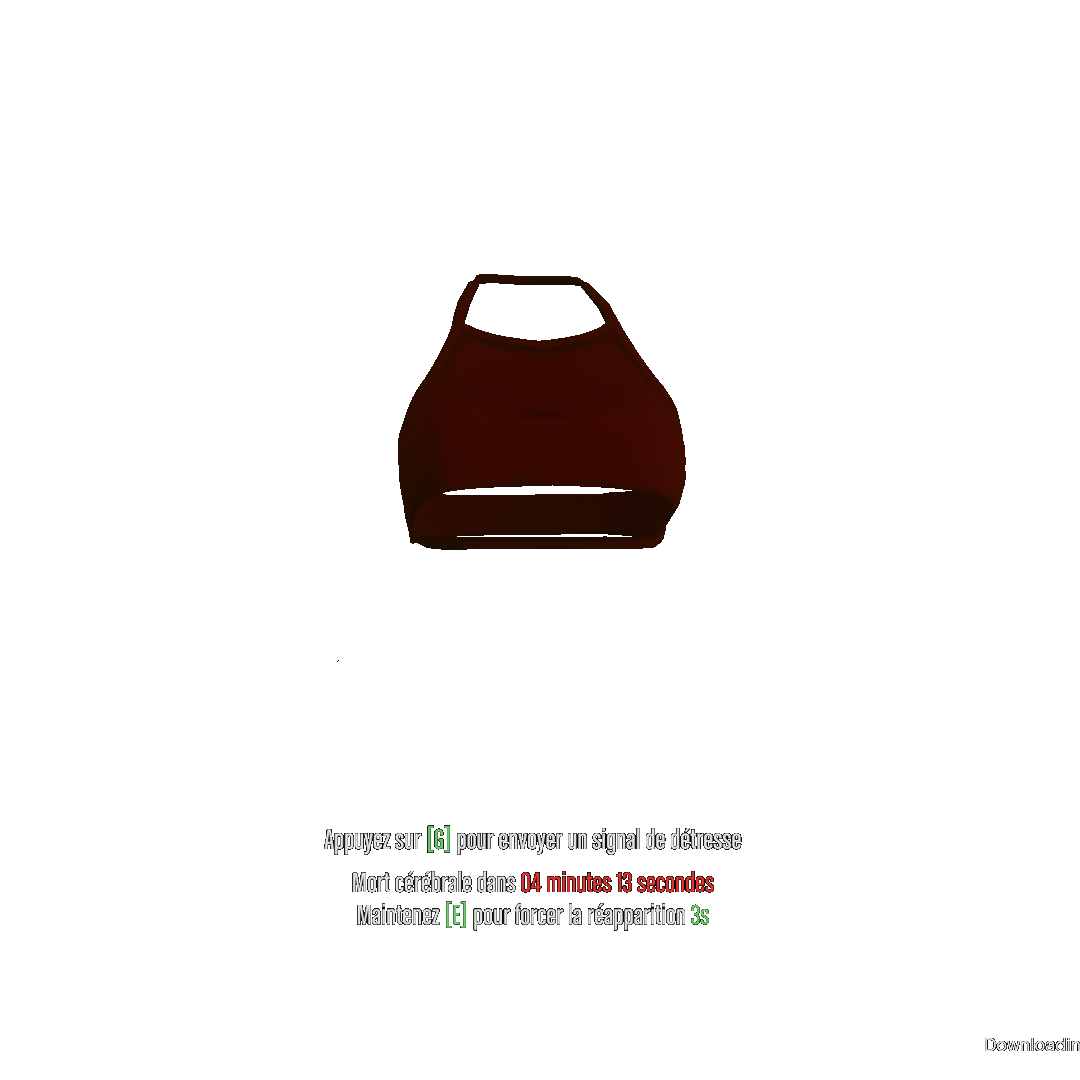 Appuyez sur [G] pour envoyer un signal de détresse
Mort cérébrale dans 04 minutes 13 secondes
Maintenez [E] pour forcer la réapparition 3s
Downloadin